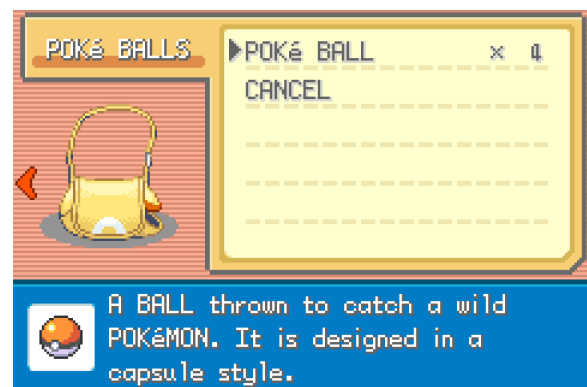 POKé BALLS
▶POKé BALL × 4
CANCEL
A BALL thrown to catch a wild
POKéMON. It is designed in a
capsule style.